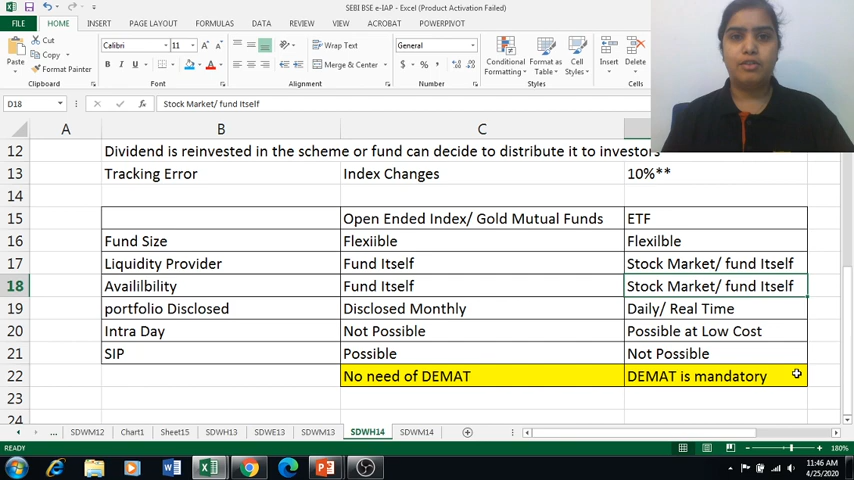 SEBI BSE e-IAP - Excel (Product Activation Failed)
FILE HOME INSERT PAGE LAYOUT FORMULAS DATA REVIEW VIEW ACROBAT POWERPIVOT
Paste
Cut
Copy
Format Painter
Clipboard
Calibri 11
B I U
Font
Wrap Text
Merge & Center
Alignment
General
$ % ,
Number
Conditional Formatting
Format as Table
Cell Styles
Styles
Insert Delete
Cells
D18 fx Stock Market/ fund Itself
A B C
12 Dividend is reinvested in the scheme or fund can decide to distribute it to investors
13 Tracking Error Index Changes 10%**
14
15 Open Ended Index/ Gold Mutual Funds ETF
16 Fund Size Flexiible Flexilble
17 Liquidity Provider Fund Itself Stock Market/ fund Itself
18 Availilbility Fund Itself Stock Market/ fund Itself
19 portfolio Disclosed Disclosed Monthly Daily/ Real Time
20 Intra Day Not Possible Possible at Low Cost
21 SIP Possible Not Possible
22 No need of DEMAT DEMAT is mandatory
23
24
... SDWM12 Chart1 Sheet15 SDWH13 SDWE13 SDWM13 SDWH14 SDWM14
READY 180%
11:46 AM
4/25/2020